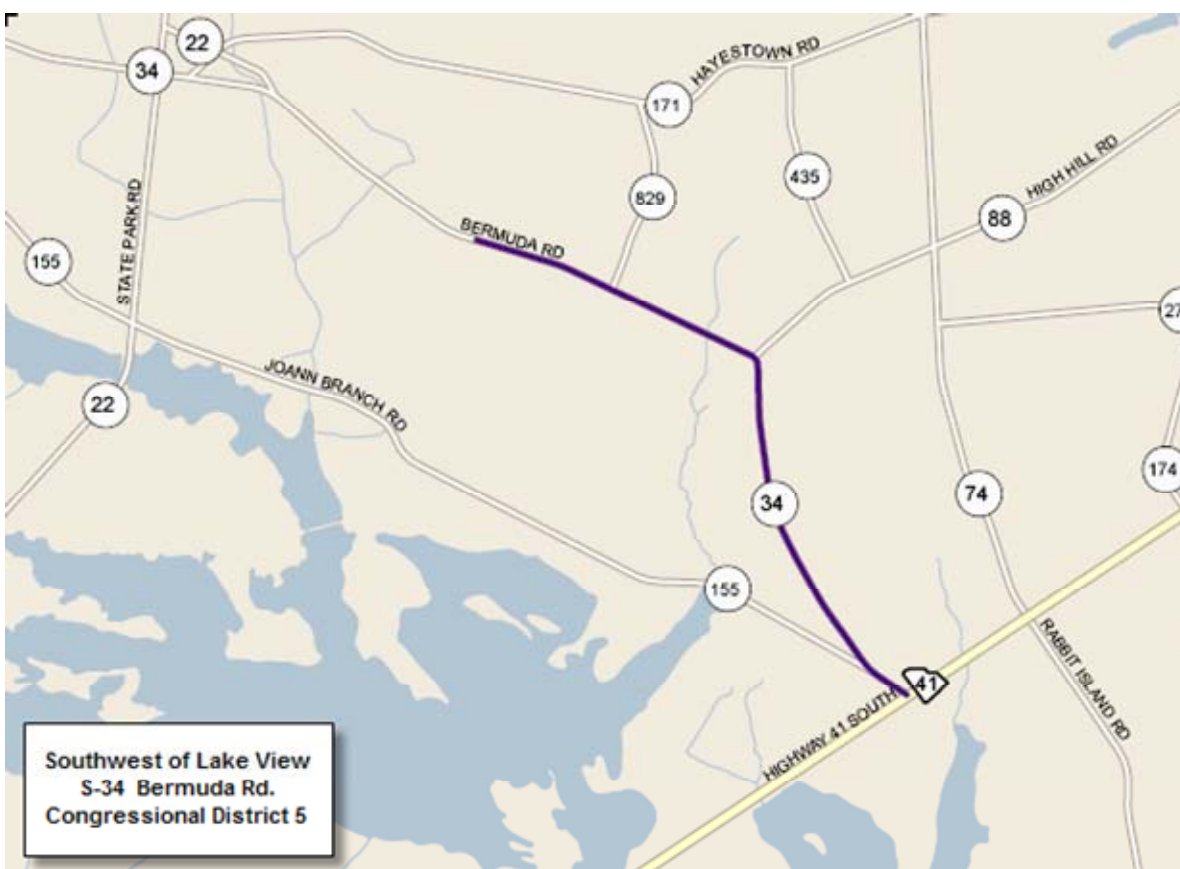 22
34
HAYESTOWN RD
171
435
829
HIGH HILL RD
88
BERMUDA RD
STATE PARK RD
155
27
JOANN BRANCH RD
22
174
74
34
155
41
RABBIT ISLAND RD
HIGHWAY 41 SOUTH
Southwest of Lake View
S-34 Bermuda Rd.
Congressional District 5